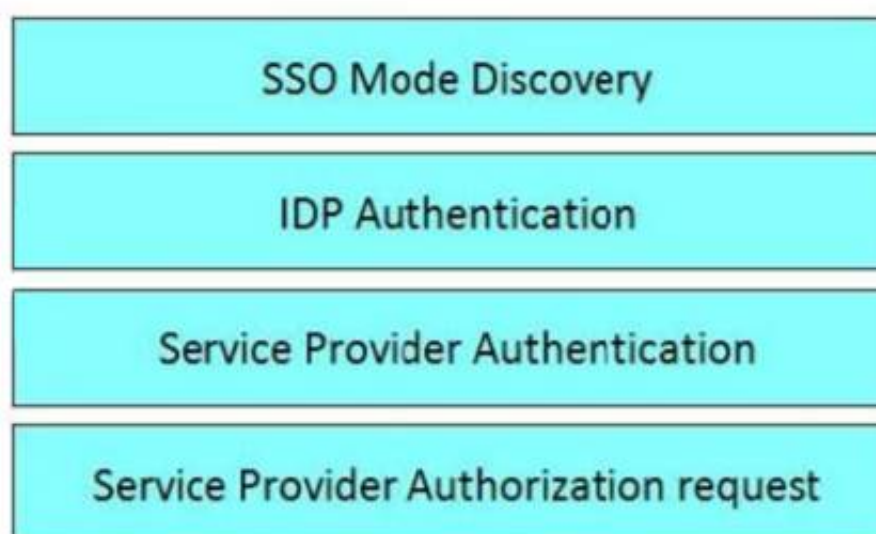 SSO Mode Discovery
IDP Authentication
Service Provider Authentication
Service Provider Authorization request